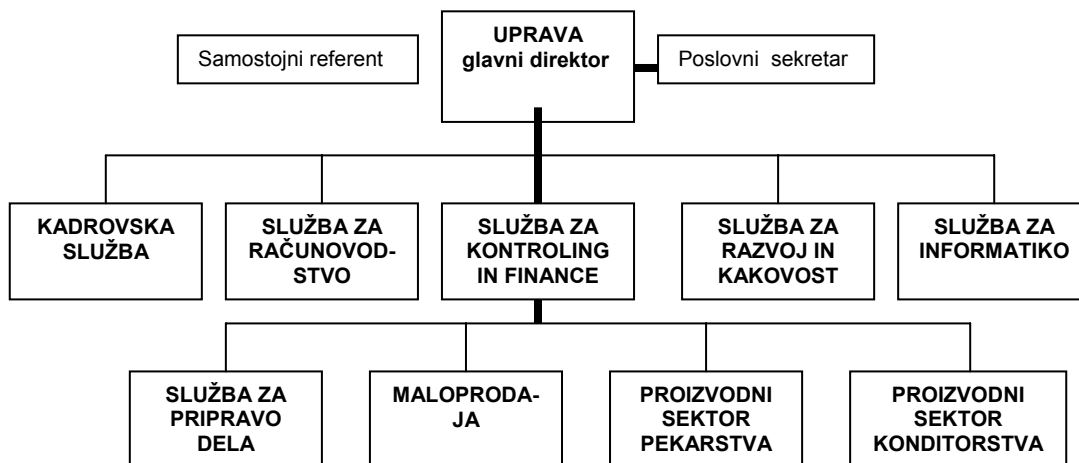 UPRAVA
glavni direktor
Samostojni referent
Poslovni sekretar
KADROVSKA
SLUŽBA
SLUŽBA ZA
RAČUNOVOD-
STVO
SLUŽBA ZA
KONTROLING
IN FINANCE
SLUŽBA ZA
RAZVOJ IN
KAKOVOST
SLUŽBA ZA
INFORMATIKO
SLUŽBA ZA
PRIPRAVO
DELA
MALOPRODA-
JA
PROIZVODNI
SEKTOR
PEKARSTVA
PROIZVODNI
SEKTOR
KONDITORSTVA